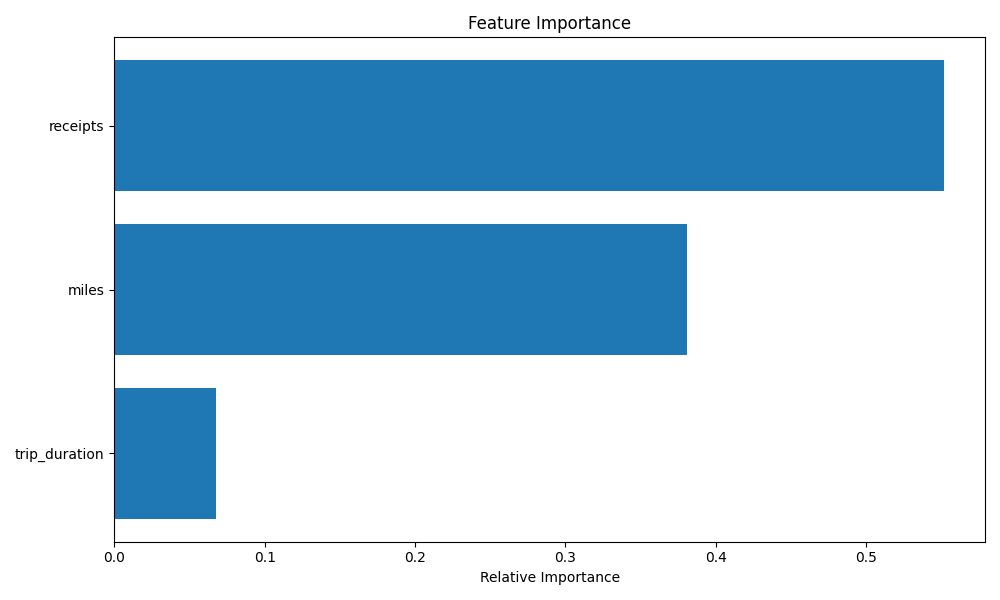 Feature Importance
receipts
miles
trip_duration
0.0 0.1 0.2 0.3 0.4 0.5
Relative Importance